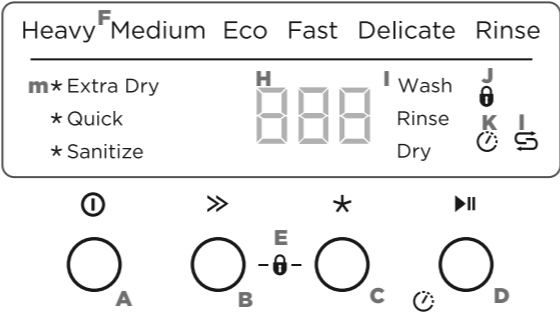 Heavy F Medium Eco Fast Delicate Rinse
m * Extra Dry H 888 I Wash J
* Quick Rinse K I
* Sanitize Dry
E
A B C D